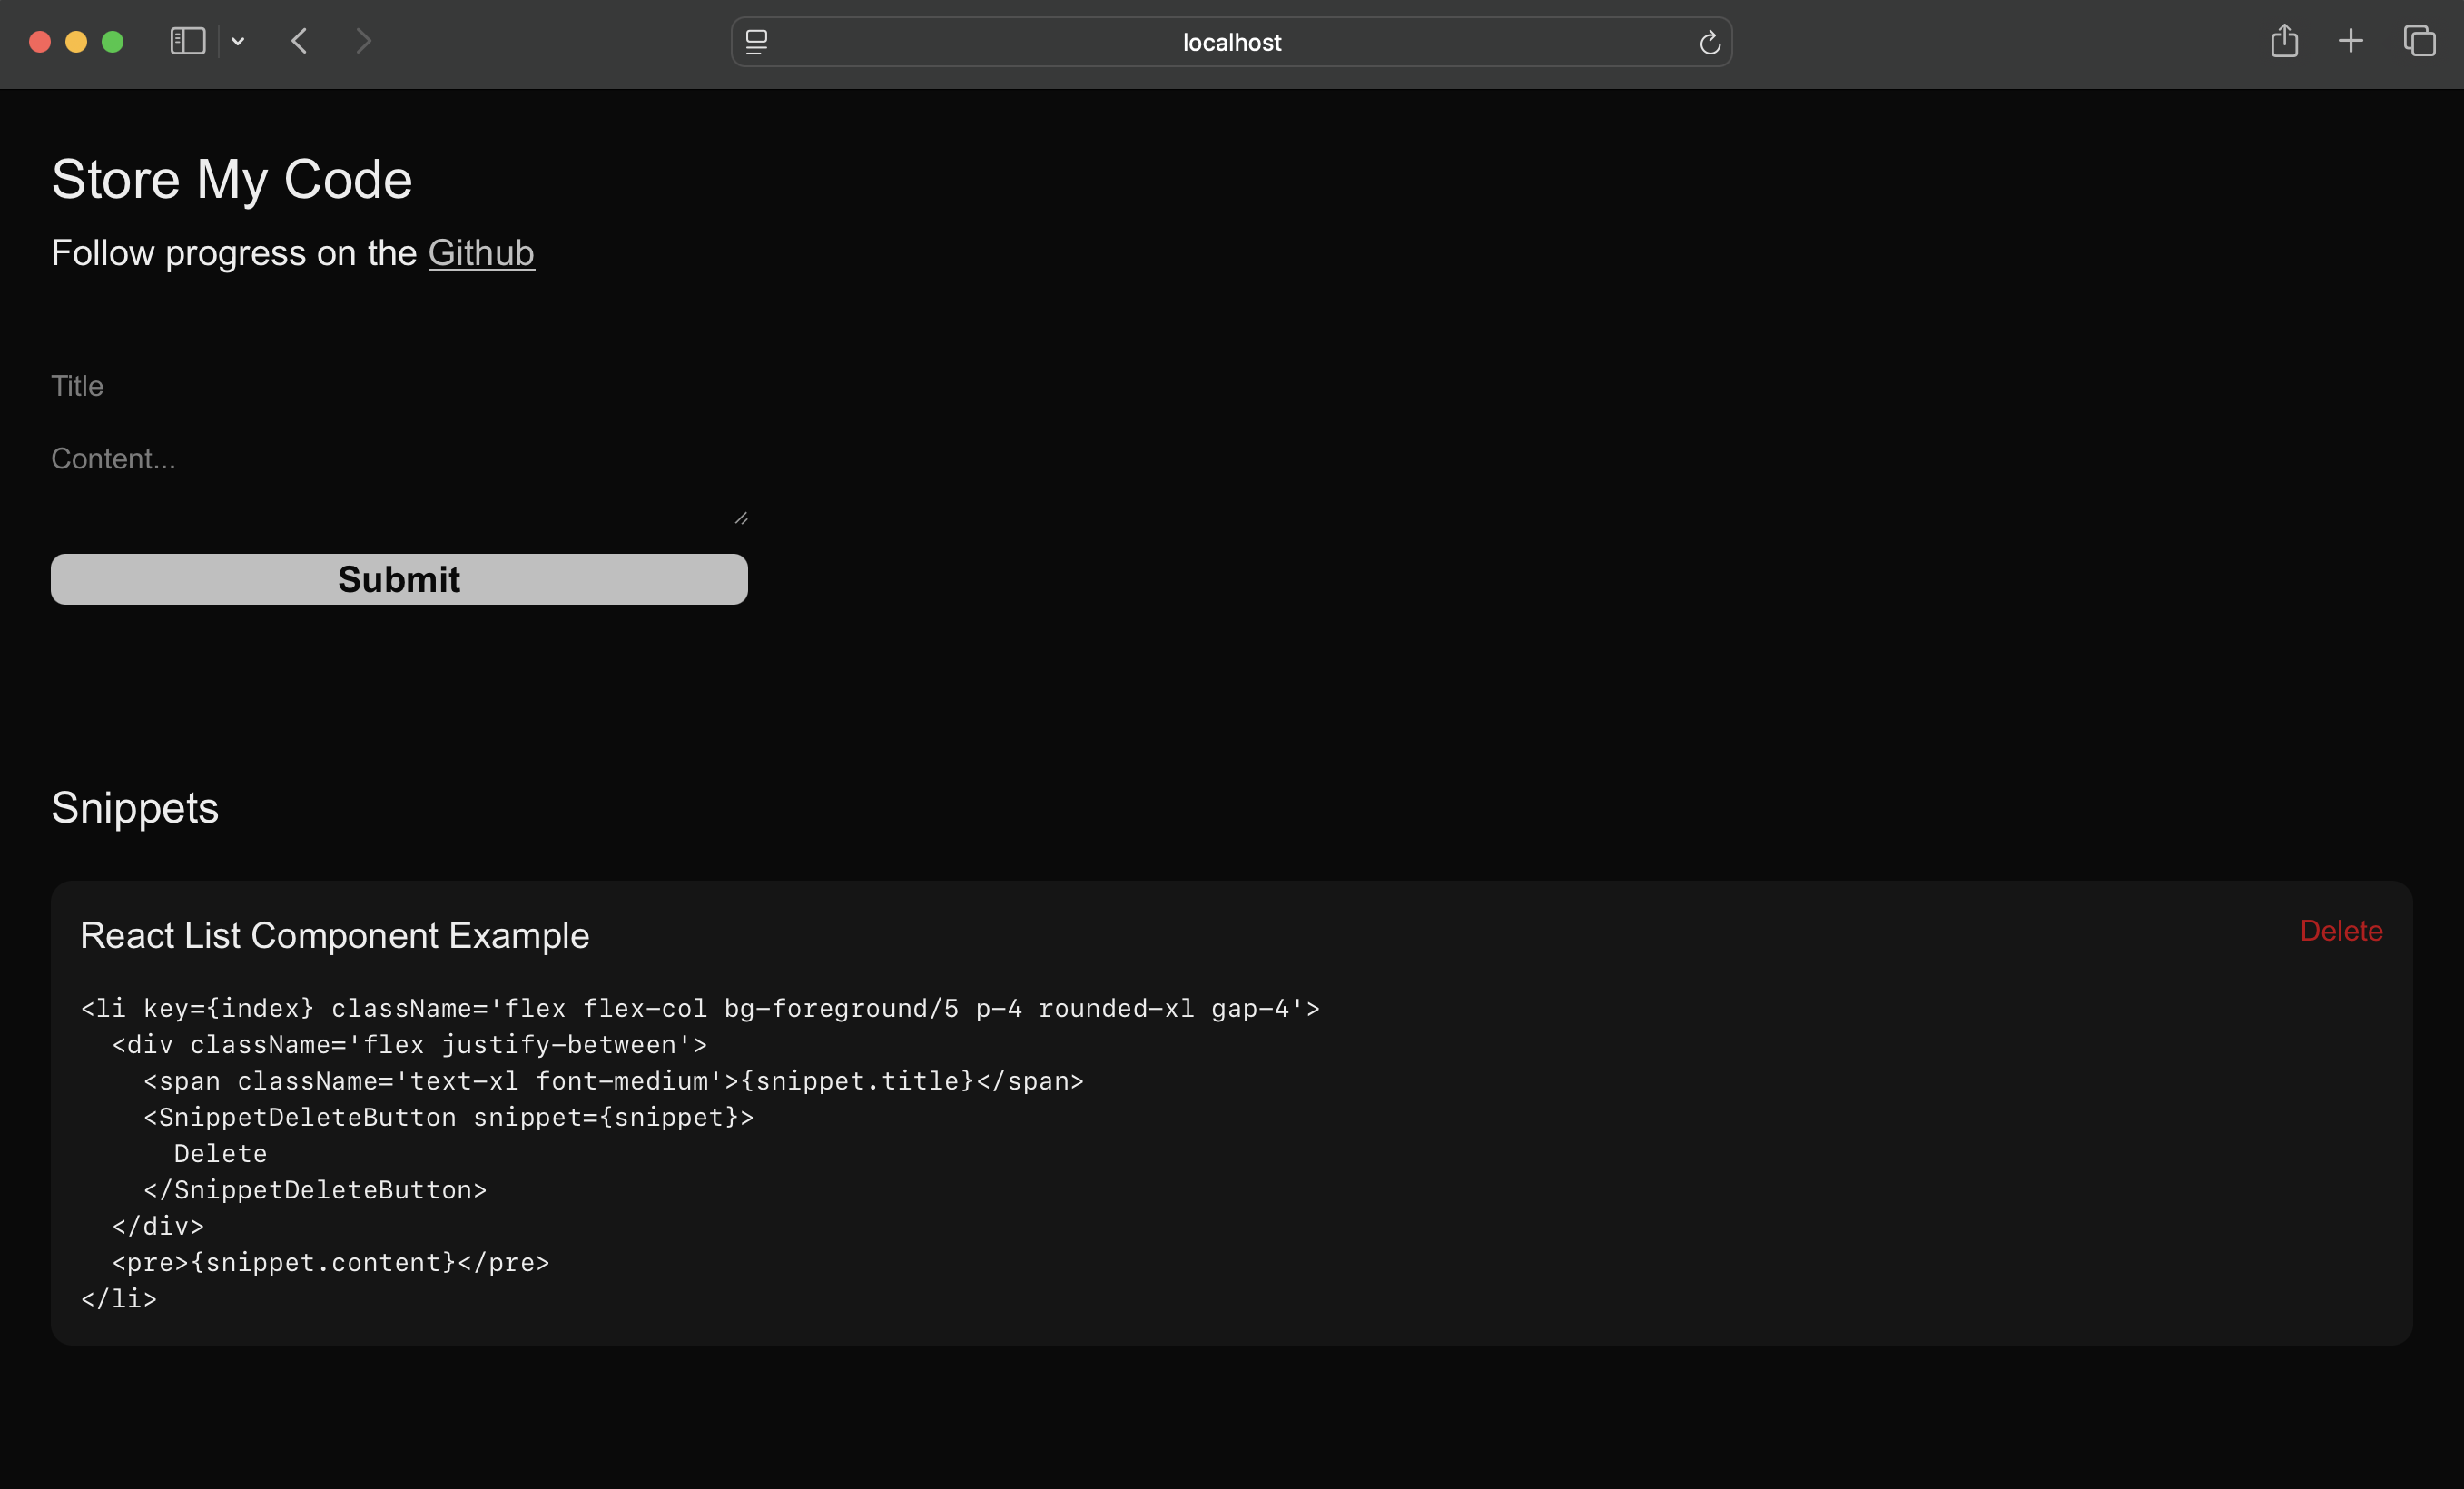 localhost
Store My Code
Follow progress on the Github
Title
Content...
Submit
Snippets
React List Component Example
Delete
<li key={index} className='flex flex-col bg-foreground/5 p-4 rounded-xl gap-4'>
  <div className='flex justify-between'>
    <span className='text-xl font-medium'>{snippet.title}</span>
    <SnippetDeleteButton snippet={snippet}>
      Delete
    </SnippetDeleteButton>
  </div>
  <pre>{snippet.content}</pre>
</li>